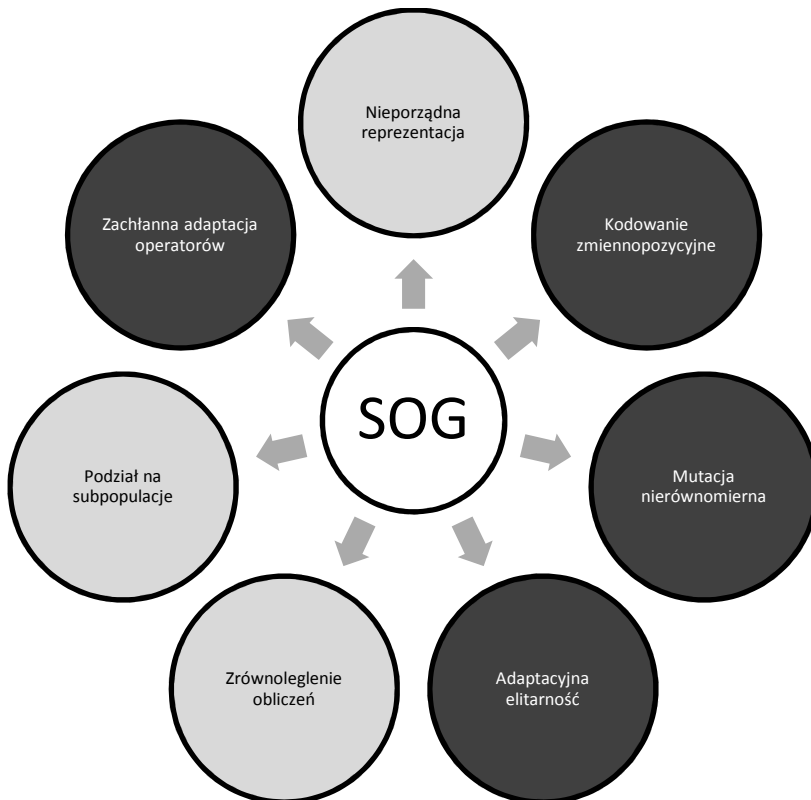 Nieporządna
reprezentacja
Zachłanna adaptacja
operatorów
Kodowanie
zmiennopozycyjne
SOG
Podział na
subpopulacje
Mutacja
nierównomierna
Zrównoleglenie
obliczeń
Adaptacyjna
elitarność